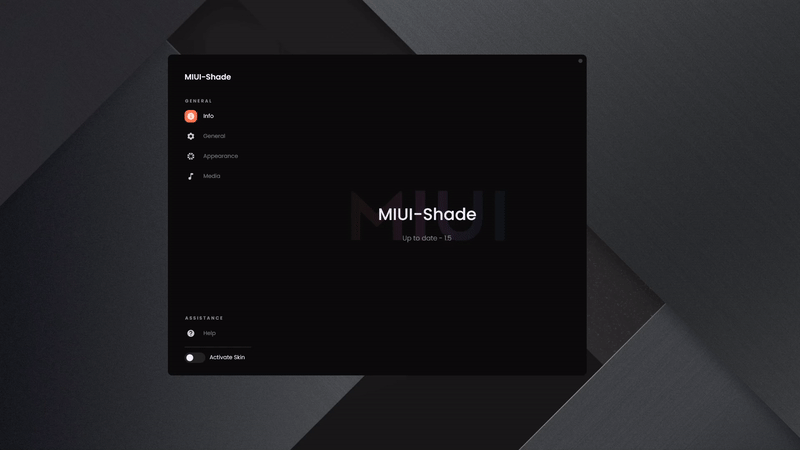 MIUI-Shade
GENERAL
Info
General
Appearance
Media
MIUI
MIUI-Shade
Up to date - 1.5
ASSISTANCE
Help
Activate Skin